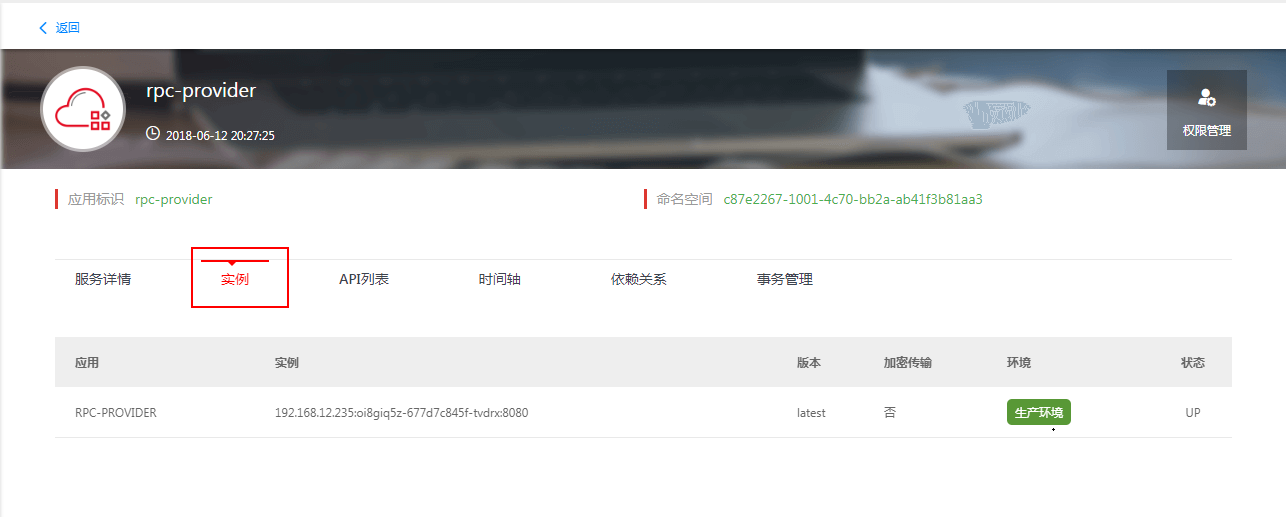 返回
rpc-provider
2018-06-12 20:27:25
权限管理
应用标识 rpc-provider
命名空间 c87e2267-1001-4c70-bb2a-ab41f3b81aa3
服务详情 实例 API列表 时间轴 依赖关系 事务管理
应用 实例 版本 加密传输 环境 状态
RPC-PROVIDER 192.168.12.235:oi8giq5z-677d7c845f-tvdrx:8080 latest 否 生产环境 UP